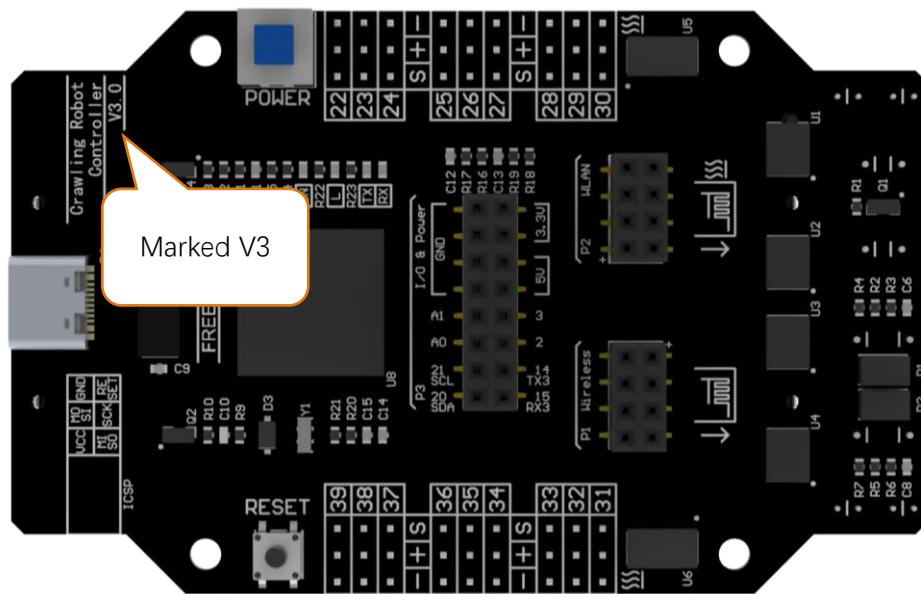 Crawling Robot
Controller
V3.0
Marked V3
POWER
22
23
24
S + -
25
26
27
S + -
28
29
30
U5
U1
U2
U3
U4
R1
Q1
R4
R2
R3
C6
R7
R5
R6
C8
R22
L
R23
TX
RX
C12
R17
R16
C13
R19
R18
I/O & Power
GND
3.3V
5V
A1
3
A0
2
21
SCL
14
TX3
20
SDA
15
RX3
P3
WLAN
P2
Wireless
P1
FREE
U8
C9
Q2
R10
C10
R9
D3
Y1
R21
R20
C15
C14
GND
RE
SET
MO
SI
SCK
VCC
MI
SO
ICSP
RESET
39
38
37
- + S
36
35
34
- + S
33
32
31
U6